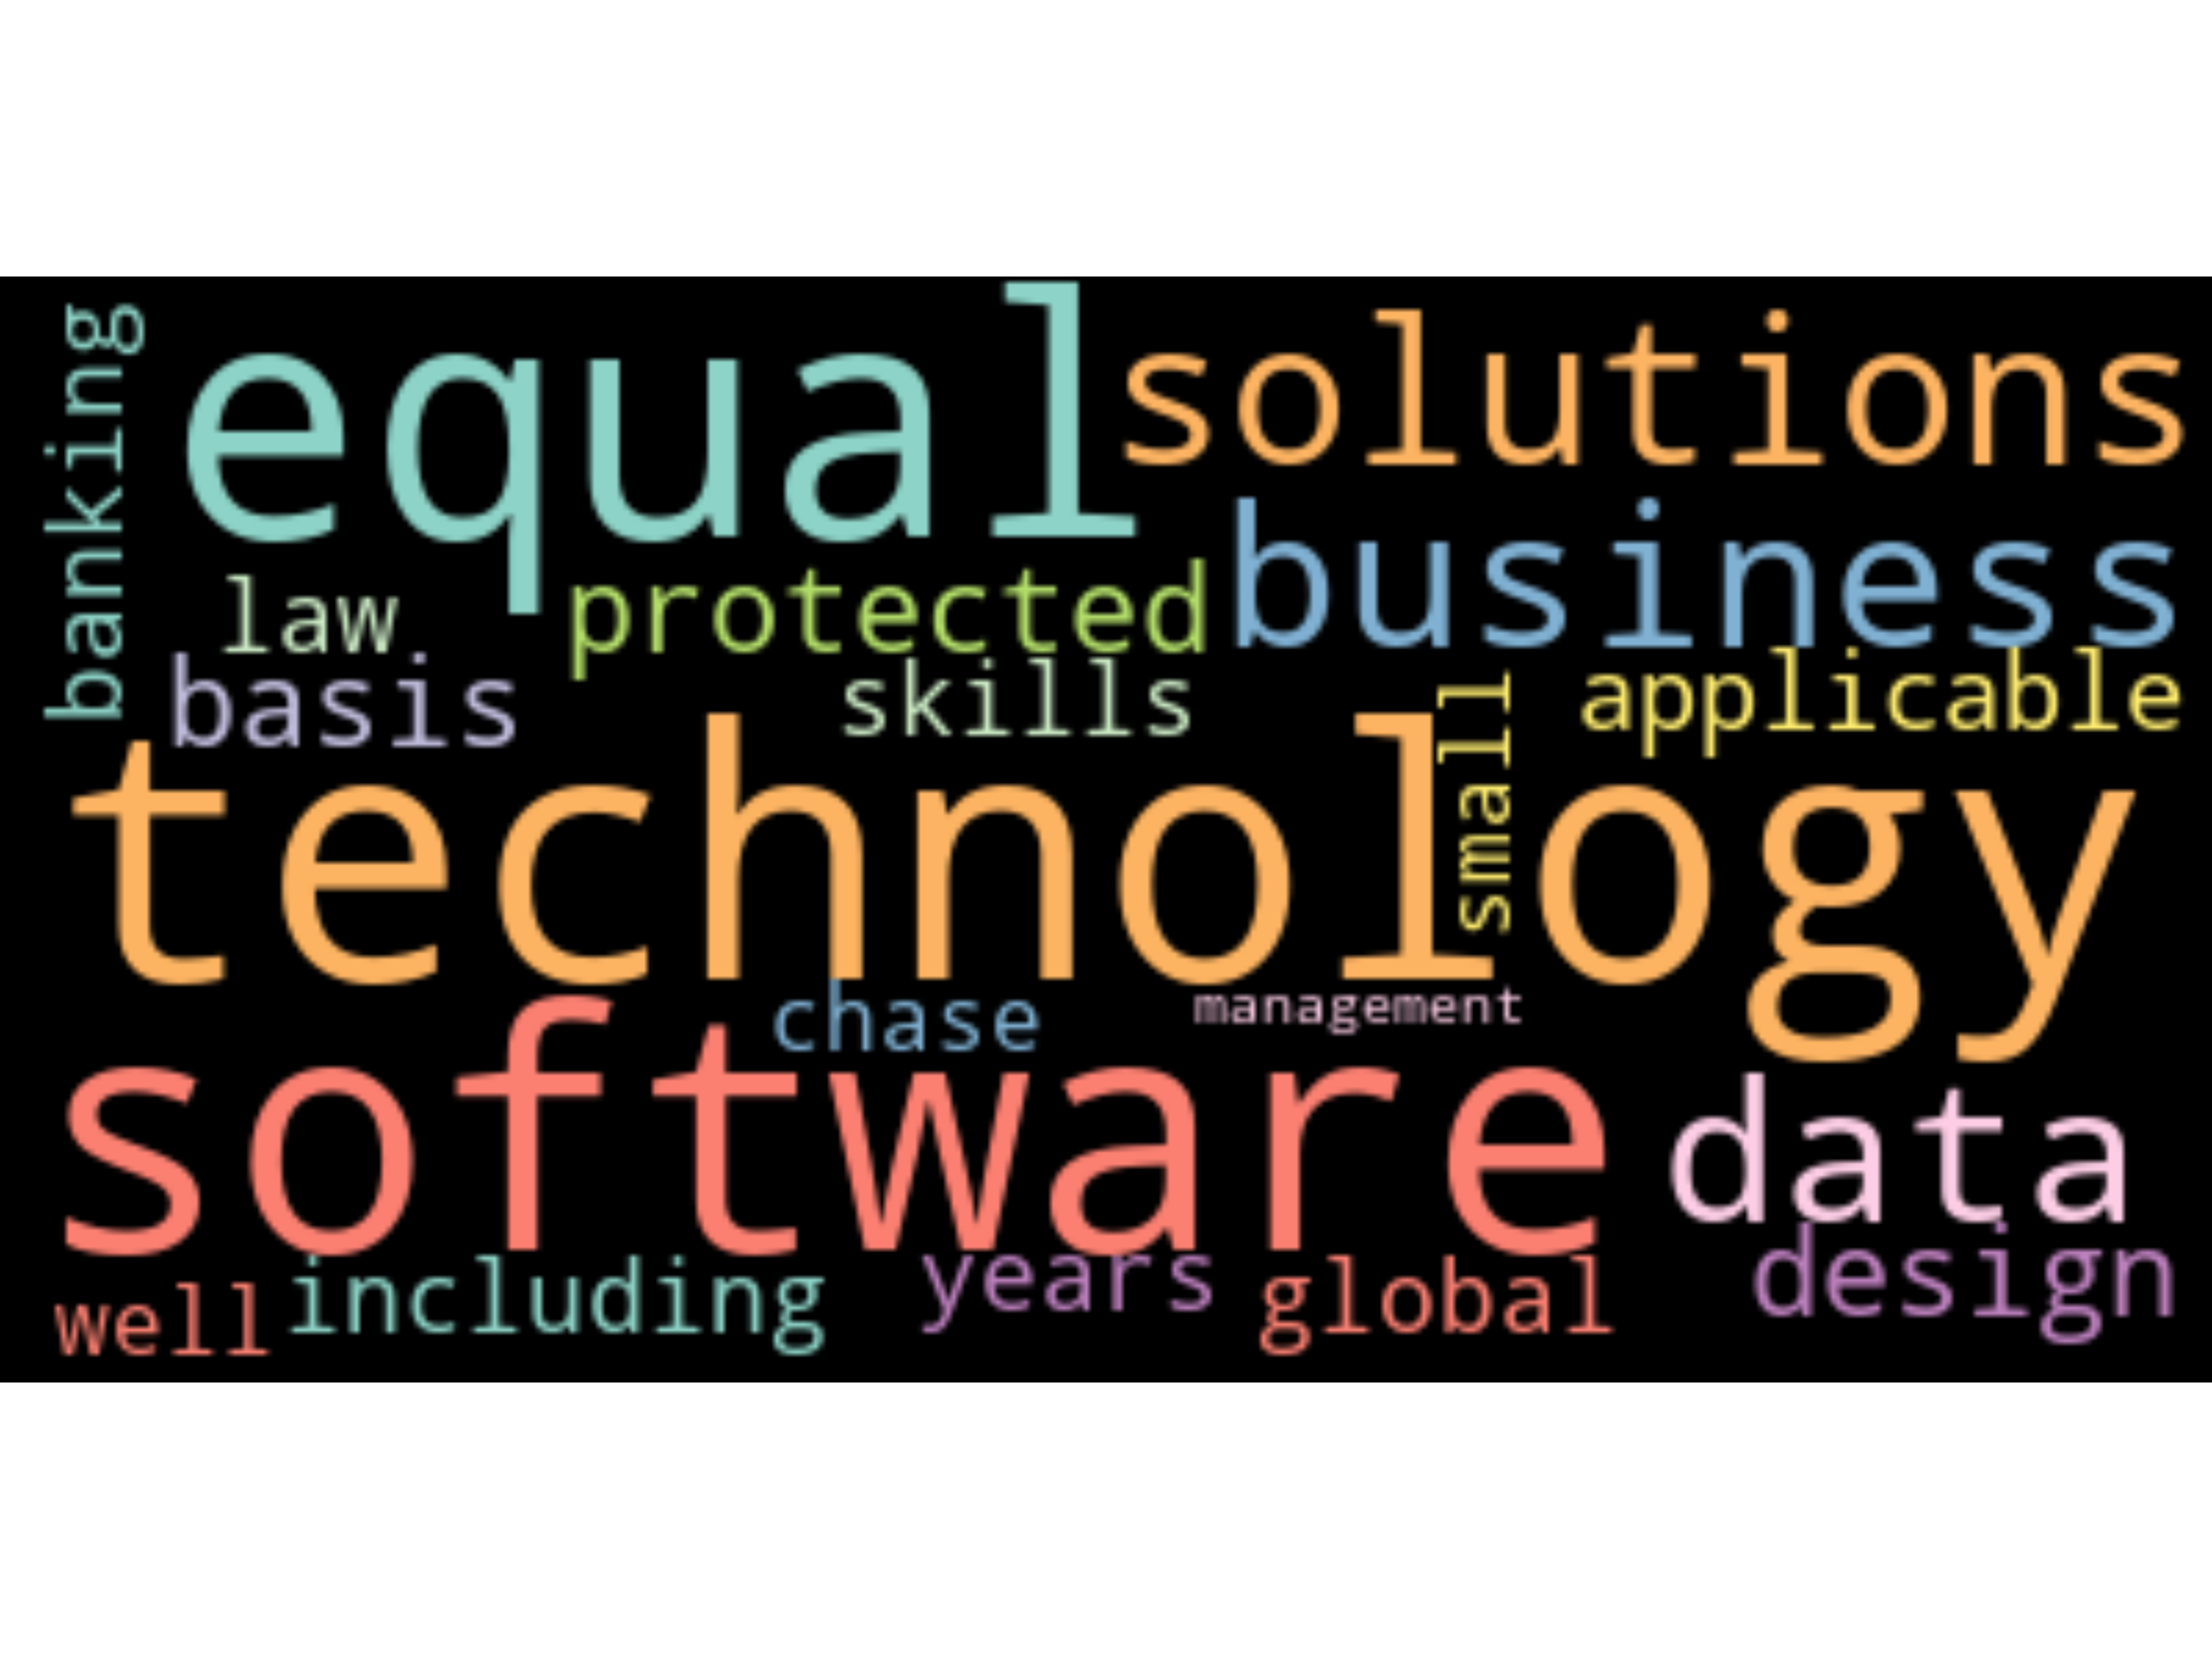 banking
equal
solutions
business
law
protected
basis
skills
small
applicable
technology
chase
management
software
data
design
well
including
years
global